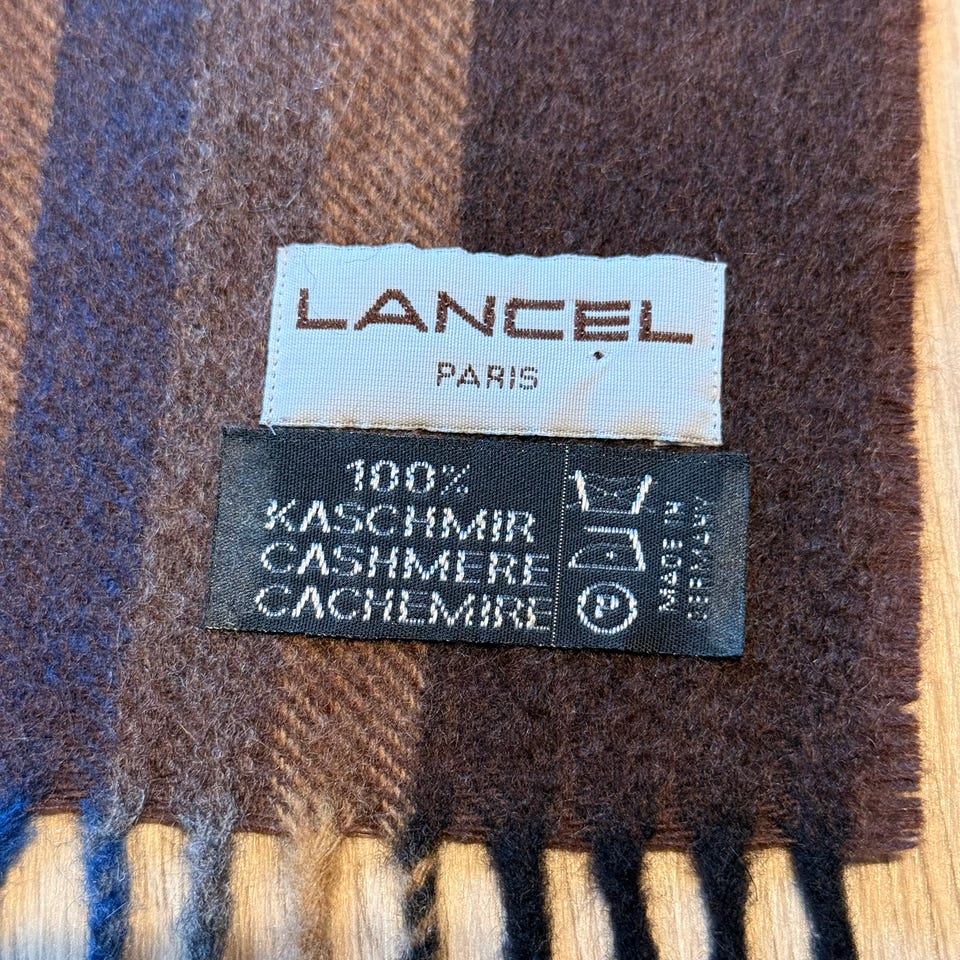 LANCEL
PARIS
100%
KASCHMIR
CASHMERE
CACHEMIRE
P
MADE IN
GERMANY